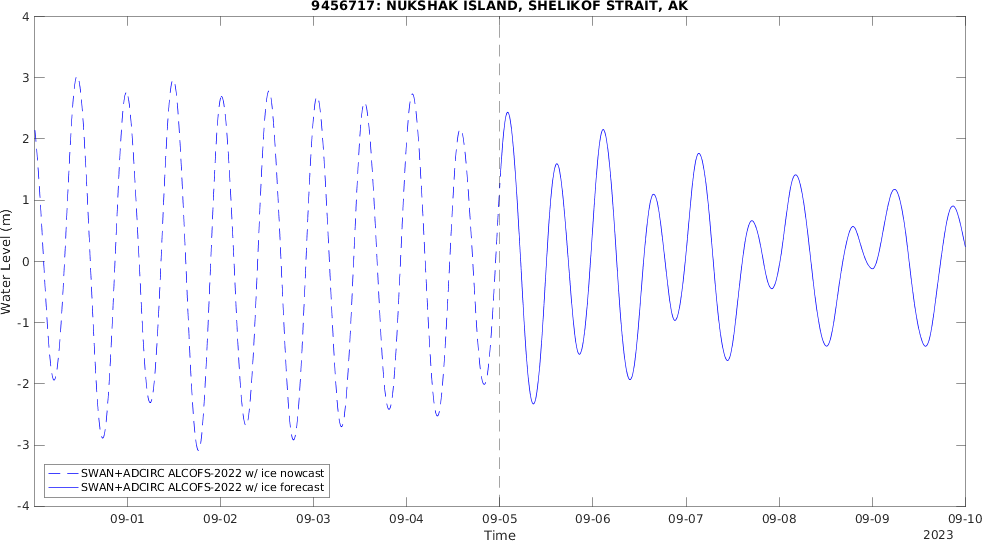 9456717: NUKSHAK ISLAND, SHELIKOF STRAIT, AK
4
3
2
1
0
-1
-2
-3
-4
Water Level (m)
SWAN+ADCIRC ALCOFS-2022 w/ ice nowcast
SWAN+ADCIRC ALCOFS-2022 w/ ice forecast
09-01 09-02 09-03 09-04 09-05 09-06 09-07 09-08 09-09 09-10
Time
2023